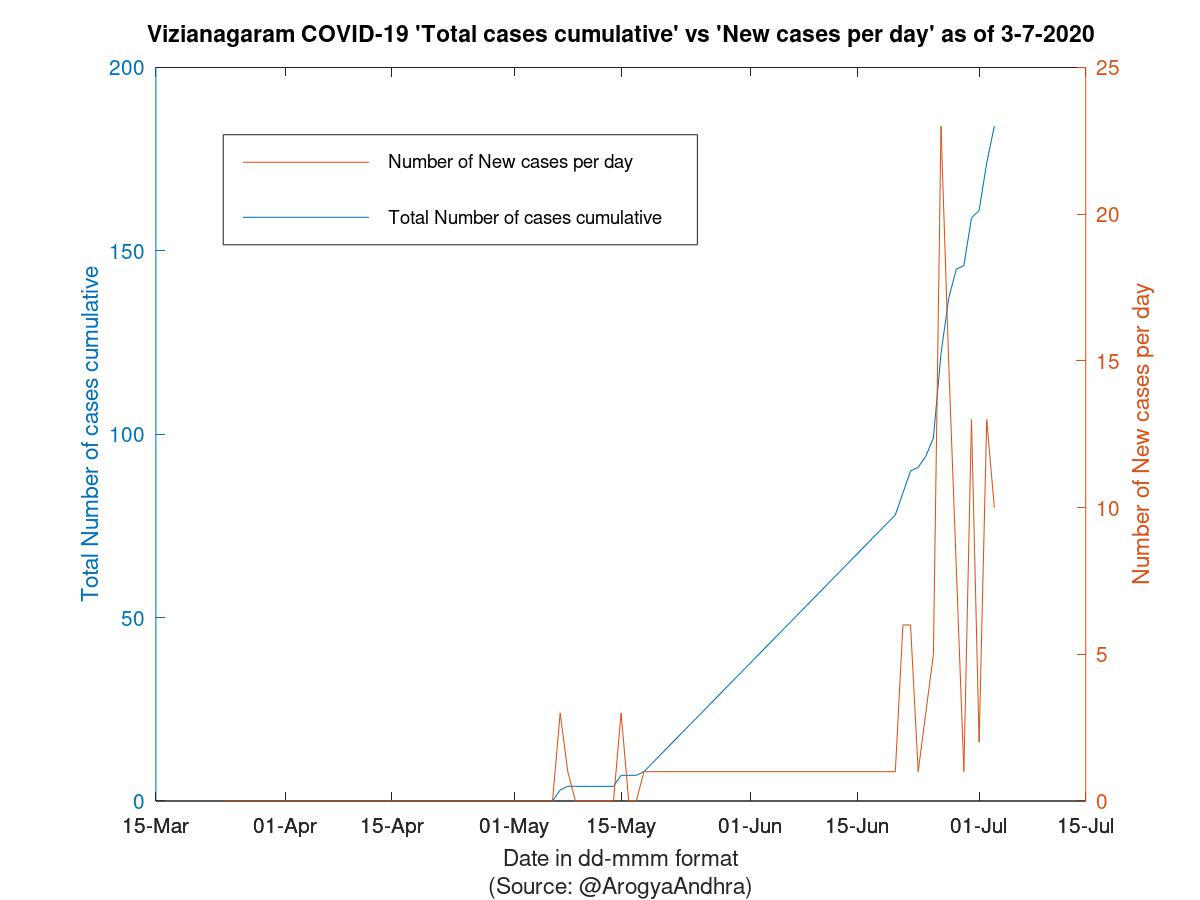 Vizianagaram COVID-19 'Total cases cumulative' vs 'New cases per day' as of 3-7-2020
200
150
100
50
0
Total Number of cases cumulative
Number of New cases per day
Total Number of cases cumulative
25
20
15
10
5
0
Number of New cases per day
15-Mar 01-Apr 15-Apr 01-May 15-May 01-Jun 15-Jun 01-Jul 15-Jul
Date in dd-mmm format
(Source: @ArogyaAndhra)